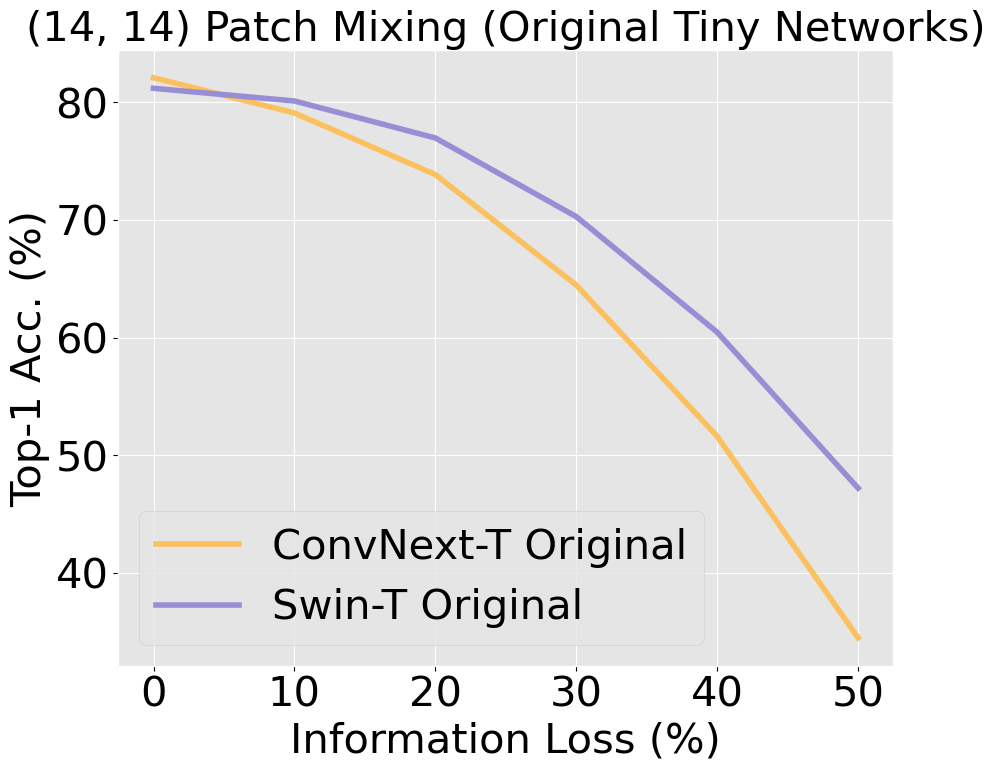 (14, 14) Patch Mixing (Original Tiny Networks)
Top-1 Acc. (%)
80
70
60
50
40
ConvNext-T Original
Swin-T Original
0 10 20 30 40 50
Information Loss (%)